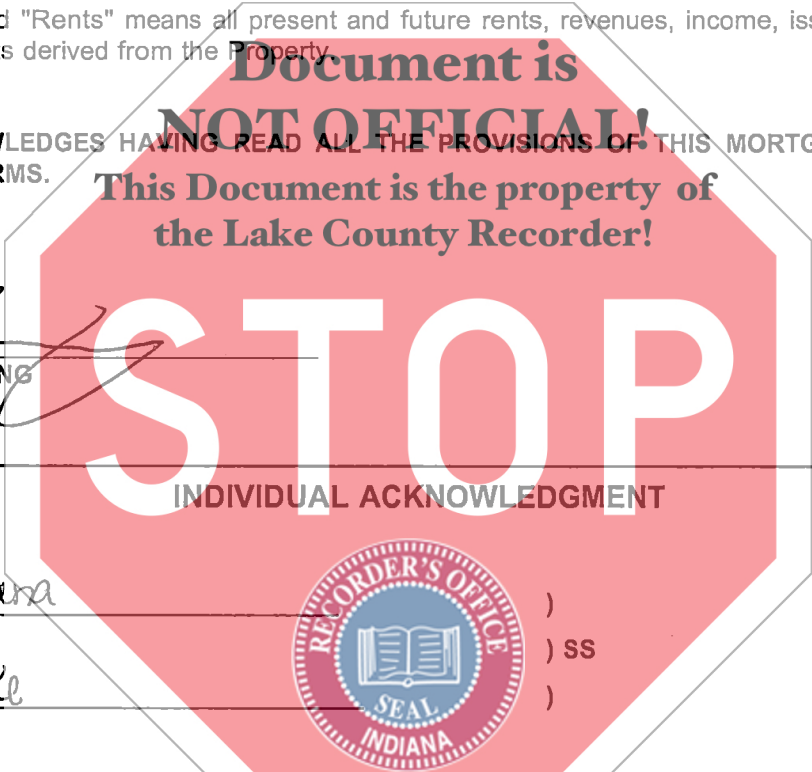 "Rents" means all present and future rents, revenues, income, iss
s derived from the Property.
Document is
NOT OFFICIAL!
LEDGES HAVING READ ALL THE PROVISIONS OF THIS MORTG
RMS.
This Document is the property of
the Lake County Recorder!
STOP
NG
INDIVIDUAL ACKNOWLEDGMENT
)
) SS
)
RECORDER'S OFFICE
SEAL
INDIANA